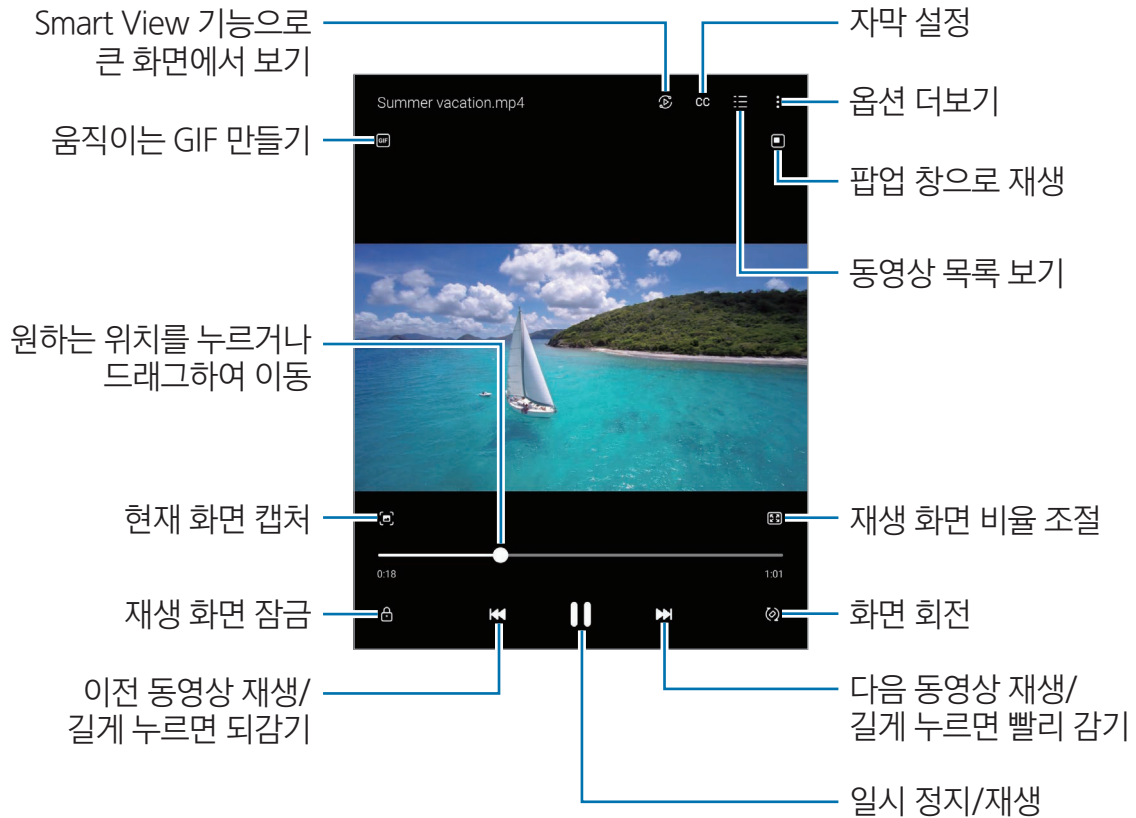 Smart View 기능으로
큰 화면에서 보기
자막 설정
Summer vacation.mp4
CC
옵션 더보기
움직이는 GIF 만들기
GIF
팝업 창으로 재생
동영상 목록 보기
원하는 위치를 누르거나
드래그하여 이동
현재 화면 캡처
재생 화면 비율 조절
0:18
1:01
재생 화면 잠금
화면 회전
이전 동영상 재생/
길게 누르면 되감기
다음 동영상 재생/
길게 누르면 빨리 감기
일시 정지/재생